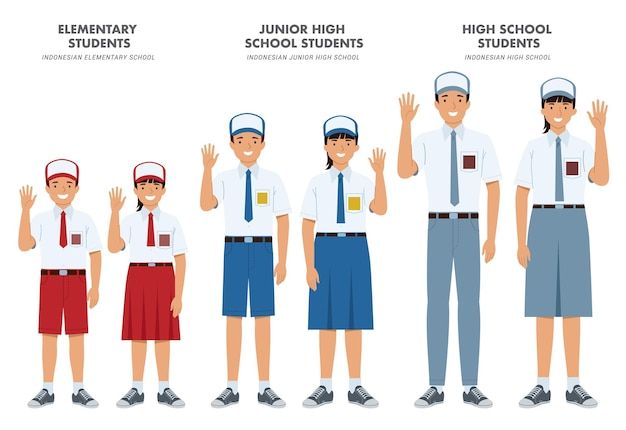 ELEMENTARY
STUDENTS
INDONESIAN ELEMENTARY SCHOOL
JUNIOR HIGH
SCHOOL STUDENTS
INDONESIAN JUNIOR HIGH SCHOOL
HIGH SCHOOL
STUDENTS
INDONESIAN HIGH SCHOOL